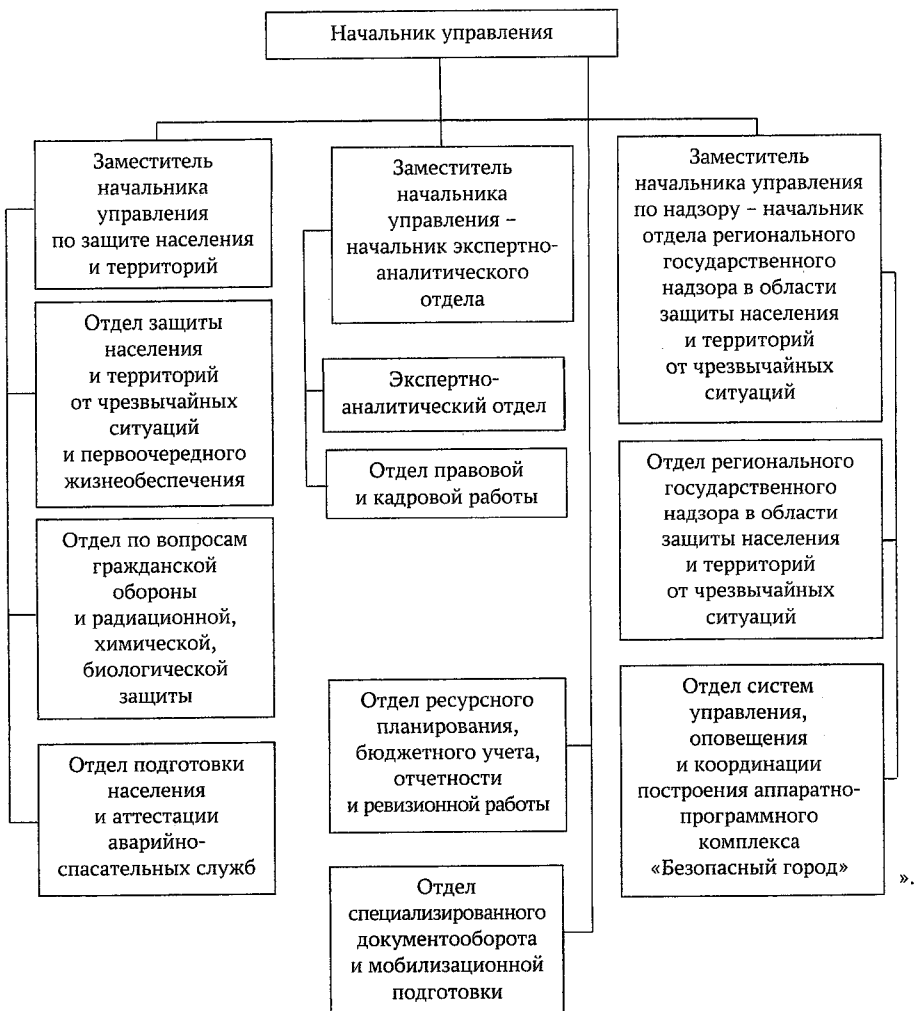 Начальник управления
Заместитель
начальника
управления
по защите населения
и территорий
Отдел защиты
населения
и территорий
от чрезвычайных
ситуаций
и первоочередного
жизнеобеспечения
Отдел по вопросам
гражданской
обороны
и радиационной,
химической,
биологической
защиты
Отдел подготовки
населения
и аттестации
аварийно-
спасательных служб
Заместитель
начальника
управления –
начальник экспертно-
аналитического
отдела
Экспертно-
аналитический отдел
Отдел правовой
и кадровой работы
Отдел ресурсного
планирования,
бюджетного учета,
отчетности
и ревизионной работы
Отдел
специализированного
документооборота
и мобилизационной
подготовки
Заместитель
начальника управления
по надзору – начальник
отдела регионального
государственного
надзора в области
защиты населения
и территорий
от чрезвычайных
ситуаций
Отдел регионального
государственного
надзора в области
защиты населения
и территорий
от чрезвычайных
ситуаций
Отдел систем
управления,
оповещения
и координации
построения аппаратно-
программного
комплекса
«Безопасный город»
».